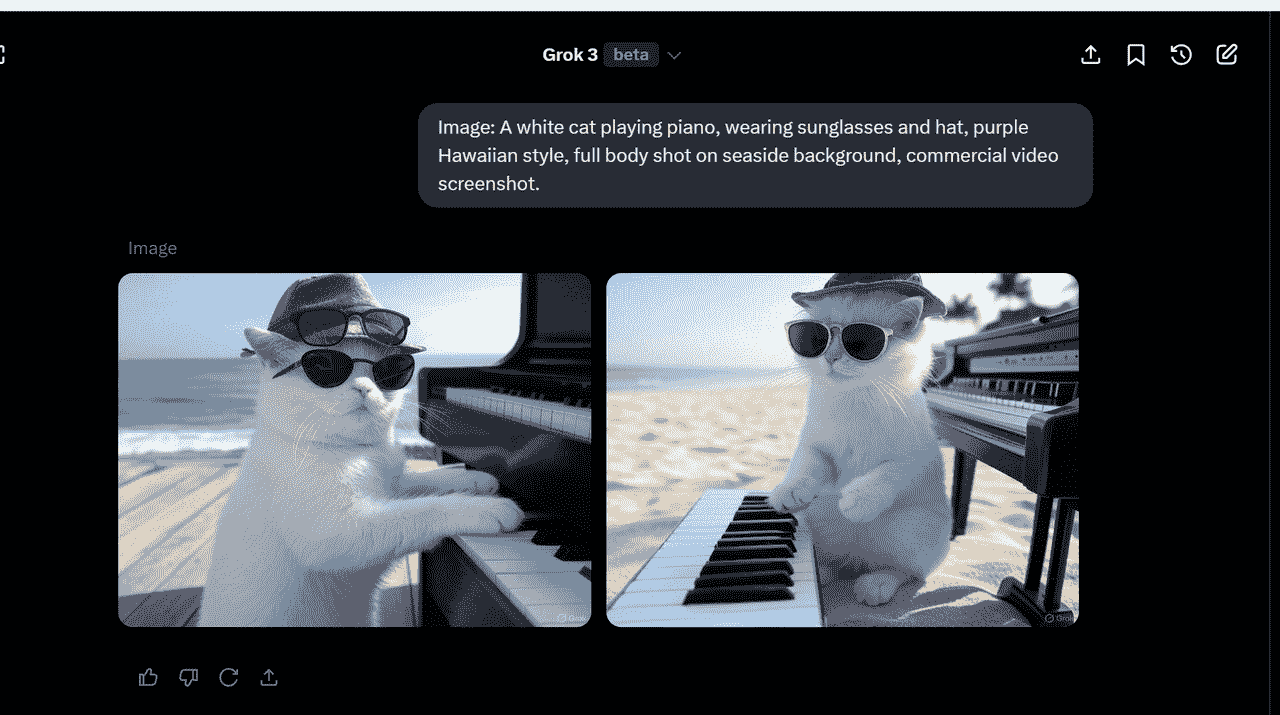 Grok 3 beta
Image: A white cat playing piano, wearing sunglasses and hat, purple
Hawaiian style, full body shot on seaside background, commercial video
screenshot.
Image
Grok